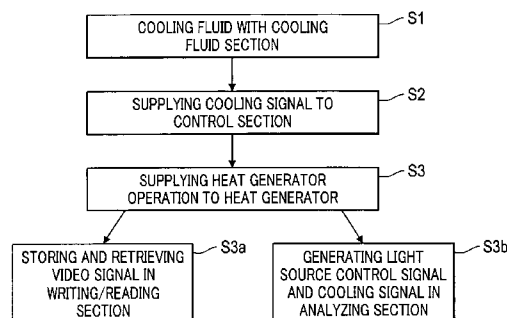 COOLING FLUID WITH COOLING
FLUID SECTION
S1
SUPPLYING COOLING SIGNAL TO
CONTROL SECTION
S2
SUPPLYING HEAT GENERATOR
OPERATION TO HEAT GENERATOR
S3
STORING AND RETRIEVING
VIDEO SIGNAL IN
WRITING/READING
SECTION
S3a
GENERATING LIGHT
SOURCE CONTROL SIGNAL
AND COOLING SIGNAL IN
ANALYZING SECTION
S3b